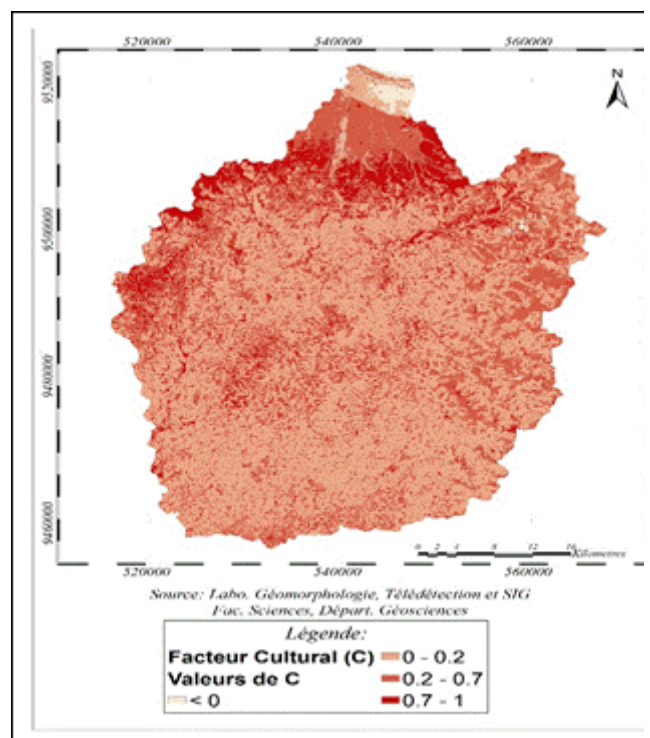 520000 540000 560000
N
9520000
9500000
9480000
9460000
0 2 4 8 12 16
Kilometres
520000 540000 560000
Source: Labo. Géomorphologie, Télédétection et SIG
Fac. Sciences, Départ. Géosciences
Légende:
Facteur Cultural (C)
Valeurs de C
< 0
0 - 0.2
0.2 - 0.7
0.7 - 1